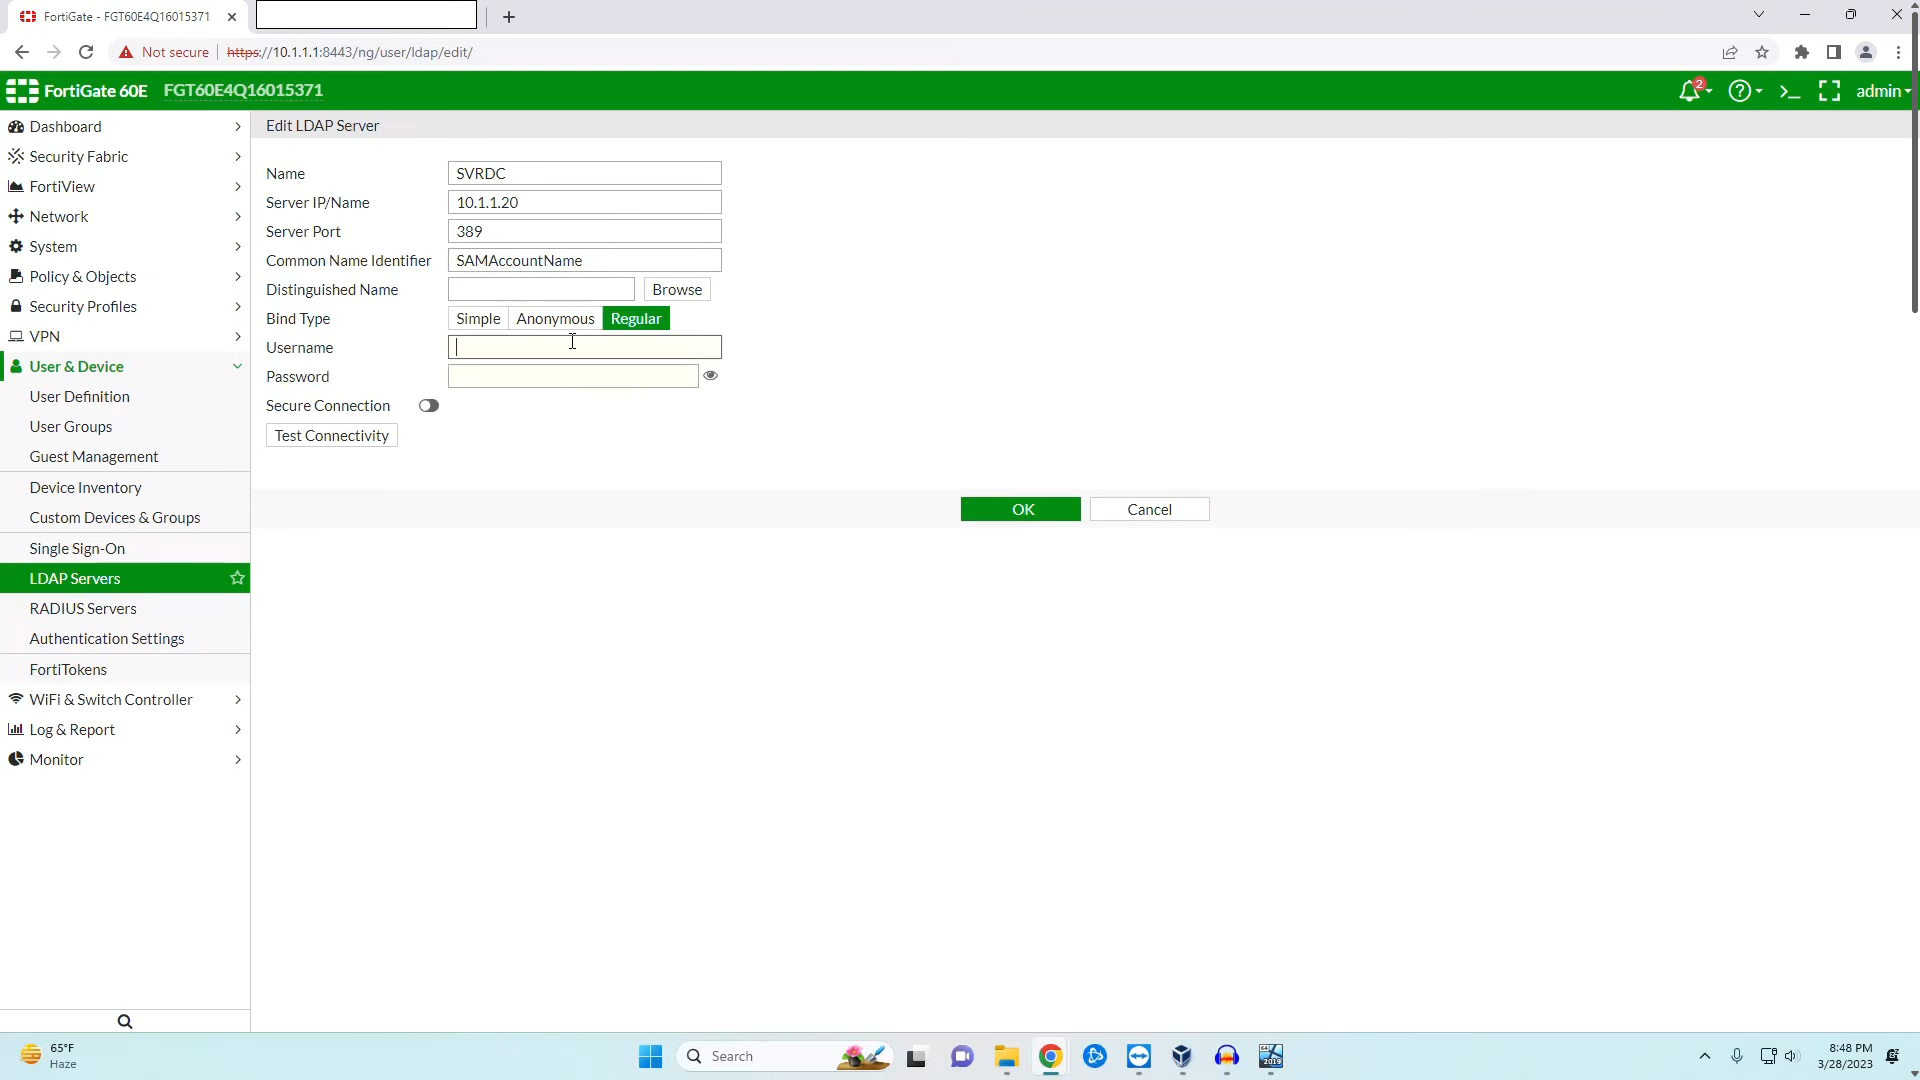 FortiGate - FGT60E4Q16015371
Not secure
https://10.1.1.1:8443/ng/user/ldap/edit/
FortiGate 60E FGT60E4Q16015371
2
admin
Dashboard
Security Fabric
FortiView
Network
System
Policy & Objects
Security Profiles
VPN
User & Device
User Definition
User Groups
Guest Management
Device Inventory
Custom Devices & Groups
Single Sign-On
LDAP Servers
RADIUS Servers
Authentication Settings
FortiTokens
WiFi & Switch Controller
Log & Report
Monitor
Edit LDAP Server
Name SVRDC
Server IP/Name 10.1.1.20
Server Port 389
Common Name Identifier SAMAccountName
Distinguished Name Browse
Bind Type Simple Anonymous Regular
Username
Password
Secure Connection
Test Connectivity
OK Cancel
65°F
Haze
Search
64
2019
8:48 PM
3/28/2023